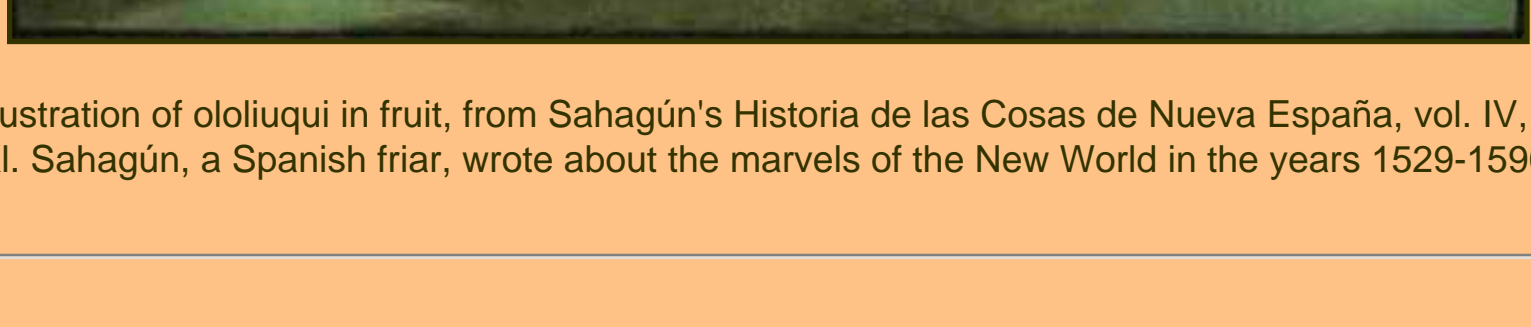 ustration of ololiuqui in fruit, from Sahagún's Historia de las Cosas de Nueva España, vol. IV,
l. Sahagún, a Spanish friar, wrote about the marvels of the New World in the years 1529-1590